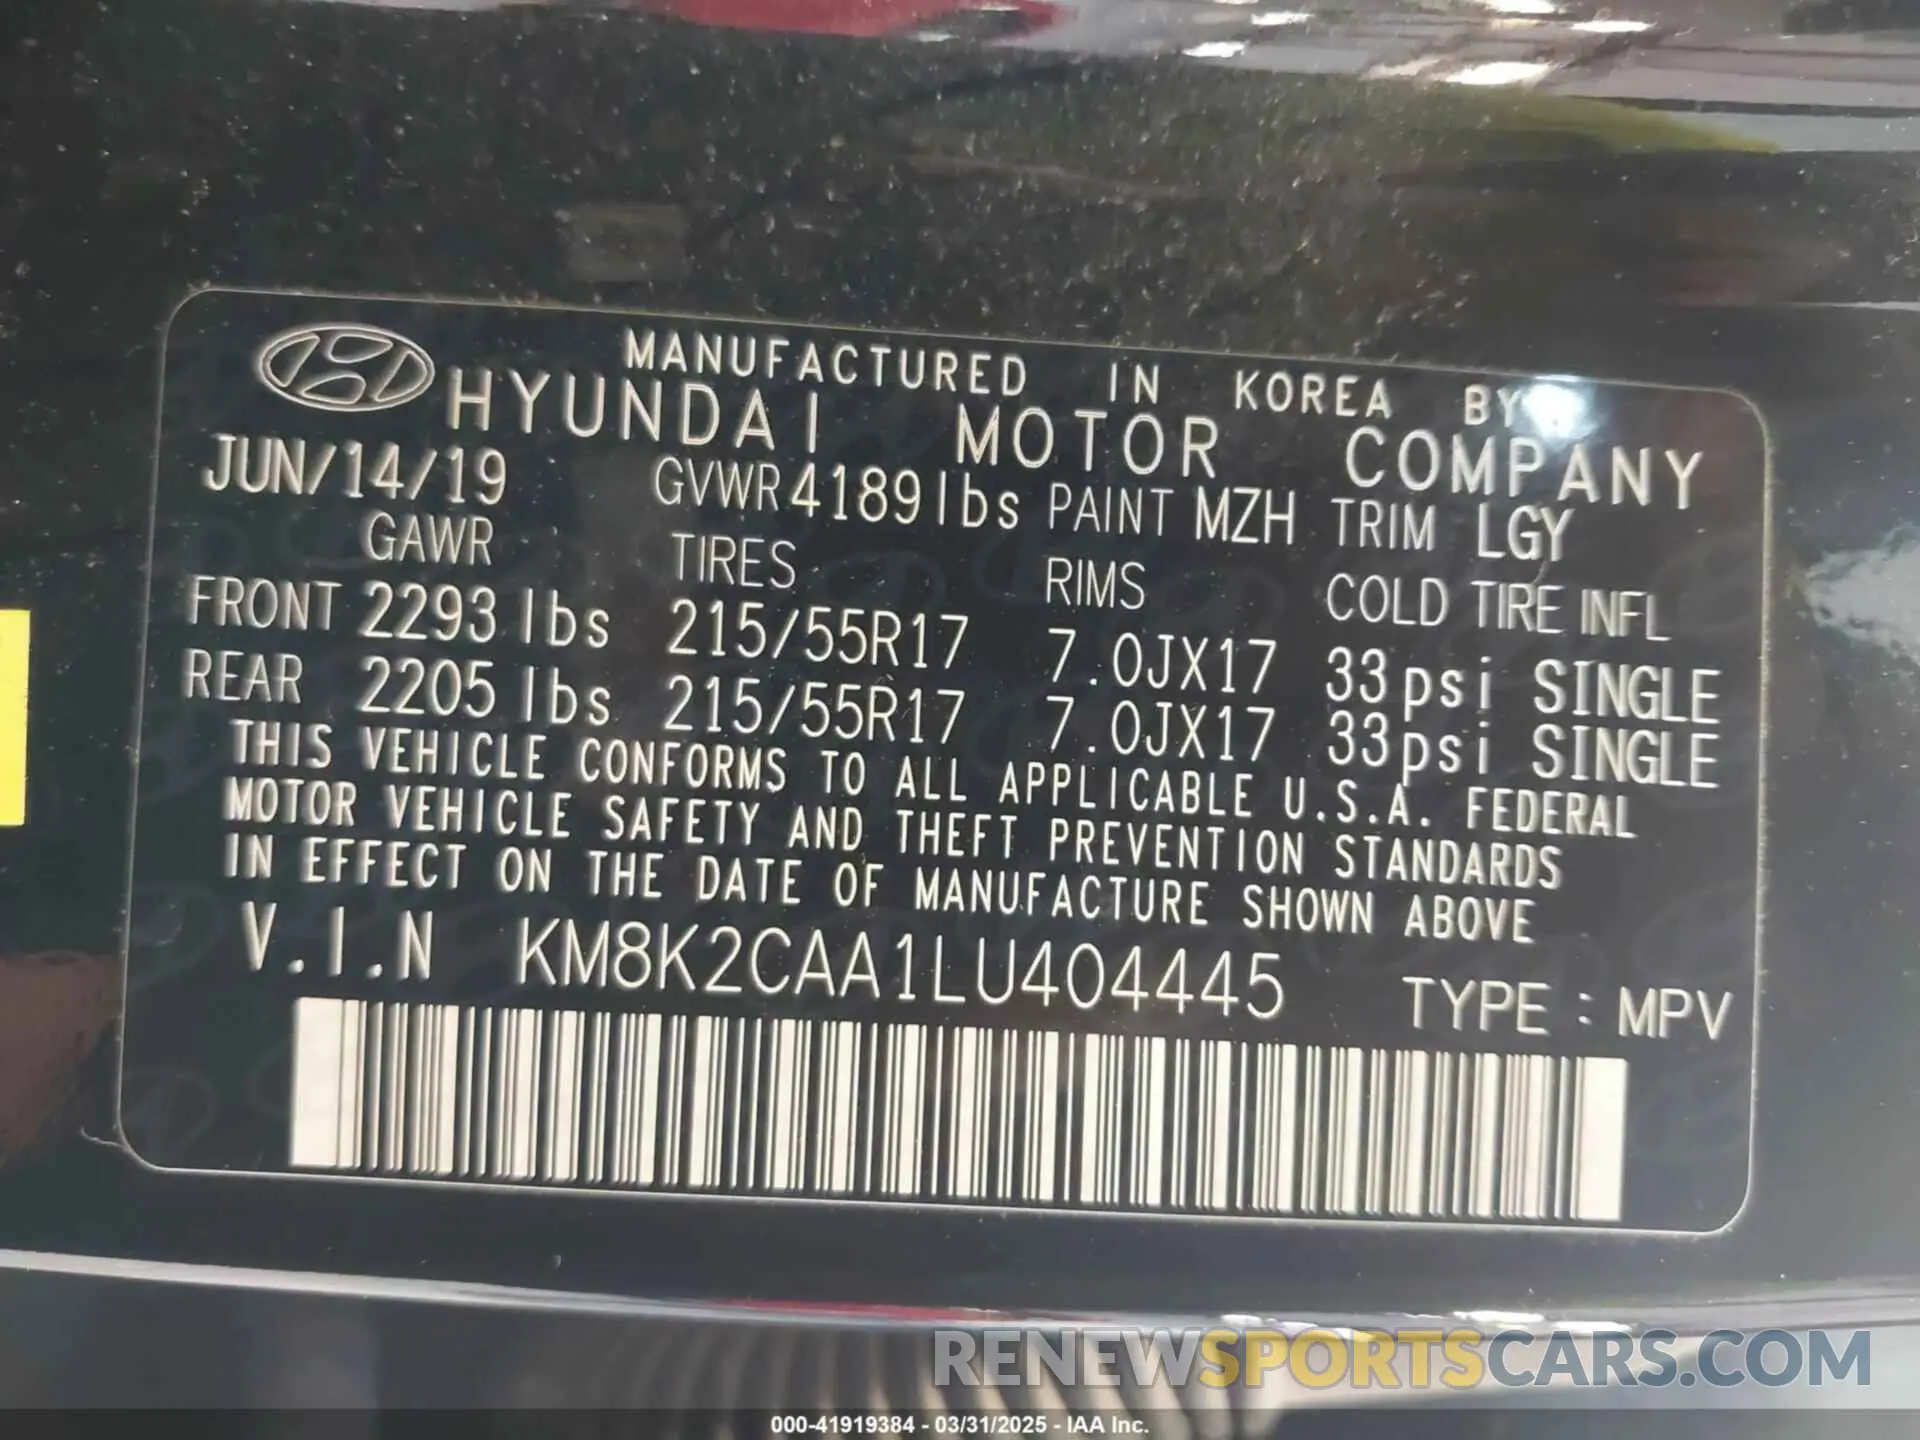 MANUFACTURED IN KOREA BY
HYUNDAI MOTOR COMPANY
JUN/14/19 GVWR 4189lbs PAINT MZH TRIM LGY
GAWR TIRES RIMS COLD TIRE INFL
FRONT 2293 lbs 215/55R17 7.0JX17 33psi SINGLE
REAR 2205 lbs 215/55R17 7.0JX17 33psi SINGLE
THIS VEHICLE CONFORMS TO ALL APPLICABLE U.S.A. FEDERAL
MOTOR VEHICLE SAFETY AND THEFT PREVENTION STANDARDS
IN EFFECT ON THE DATE OF MANUFACTURE SHOWN ABOVE
V.I.N KM8K2CAA1LU404445 TYPE : MPV
RENEWSPORTSCARS.COM
000-41919384 - 03/31/2025 - IAA Inc.